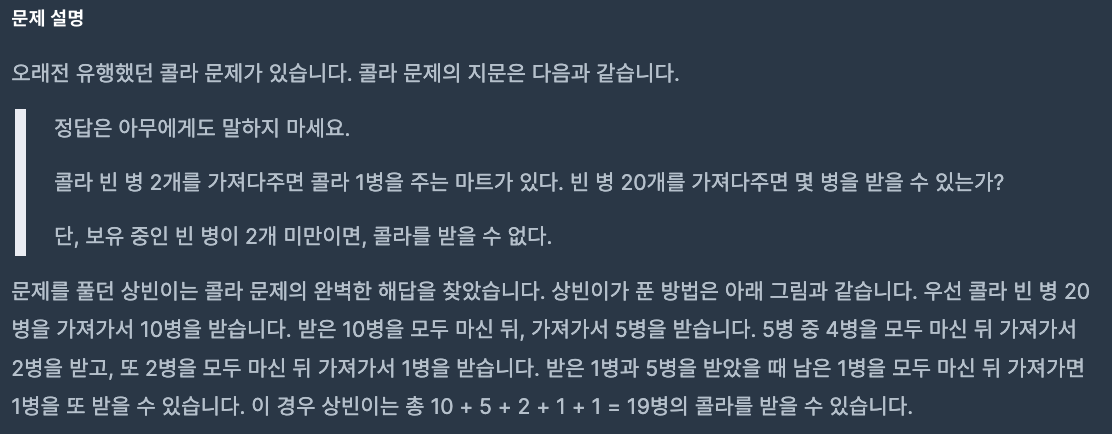 문제 설명
오래전 유행했던 콜라 문제가 있습니다. 콜라 문제의 지문은 다음과 같습니다.
정답은 아무에게도 말하지 마세요.
콜라 빈 병 2개를 가져다주면 콜라 1병을 주는 마트가 있다. 빈 병 20개를 가져다주면 몇 병을 받을 수 있는가?
단, 보유 중인 빈 병이 2개 미만이면, 콜라를 받을 수 없다.
문제를 풀던 상빈이는 콜라 문제의 완벽한 해답을 찾았습니다. 상빈이가 푼 방법은 아래 그림과 같습니다. 우선 콜라 빈 병 20
병을 가져가서 10병을 받습니다. 받은 10병을 모두 마신 뒤, 가져가서 5병을 받습니다. 5병 중 4병을 모두 마신 뒤 가져가서
2병을 받고, 또 2병을 모두 마신 뒤 가져가서 1병을 받습니다. 받은 1병과 5병을 받았을 때 남은 1병을 모두 마신 뒤 가져가면
1병을 또 받을 수 있습니다. 이 경우 상빈이는 총 10 + 5 + 2 + 1 + 1 = 19병의 콜라를 받을 수 있습니다.